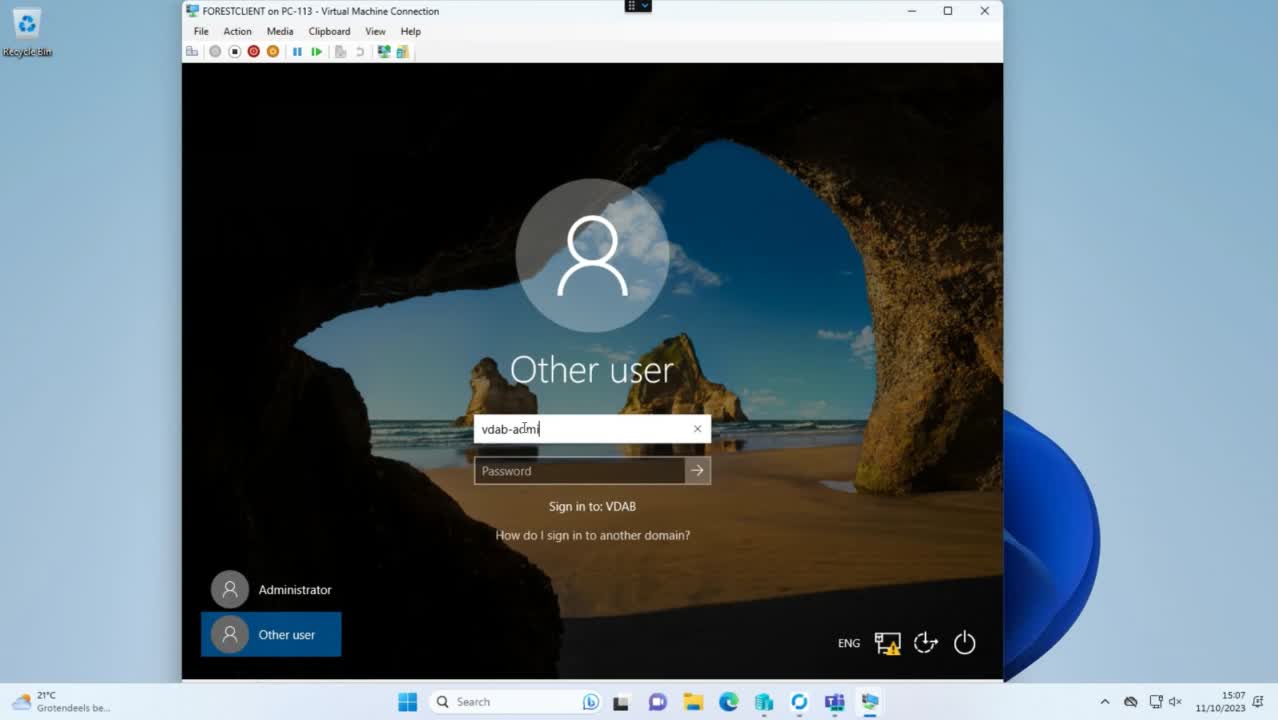 Recycle Bin
FORESTCLIENT on PC-113 - Virtual Machine Connection
File Action Media Clipboard View Help
Other user
vdab-admi
Password
Sign in to: VDAB
How do I sign in to another domain?
Administrator
Other user
ENG
21°C
Grotendeels be...
Search
15:07
11/10/2023